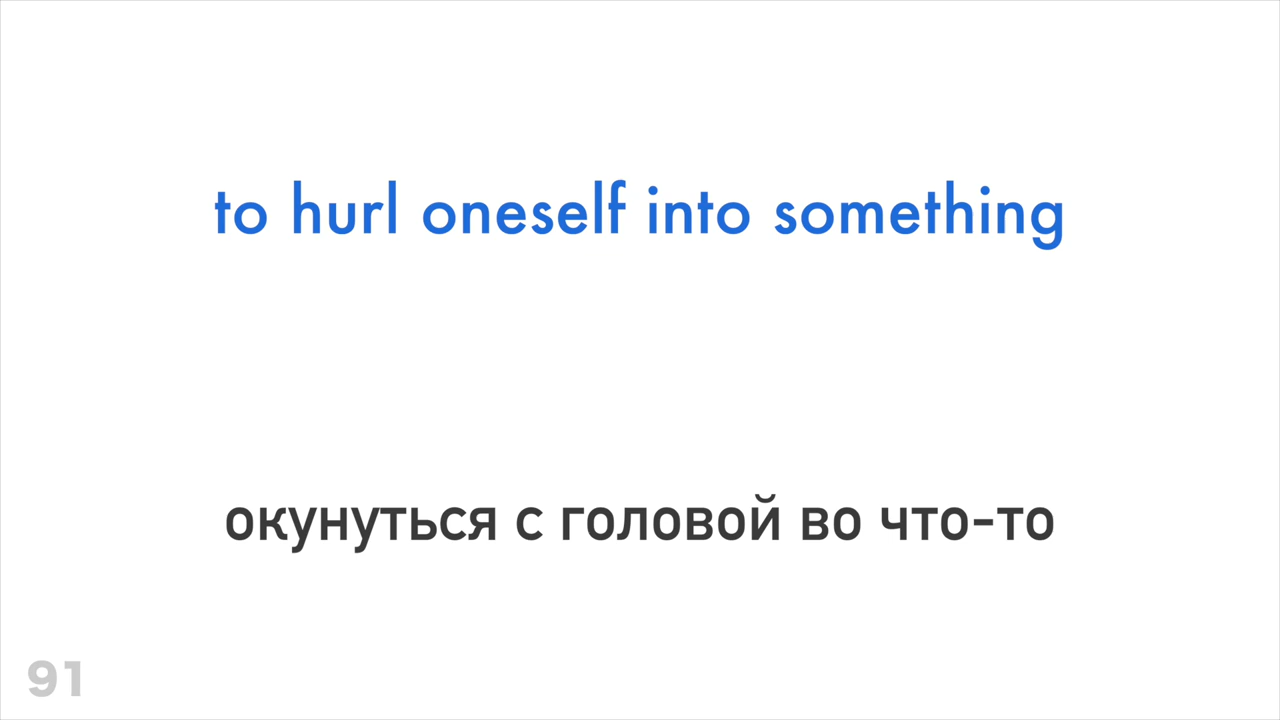 to hurl oneself into something
окунуться с головой во что-то
91